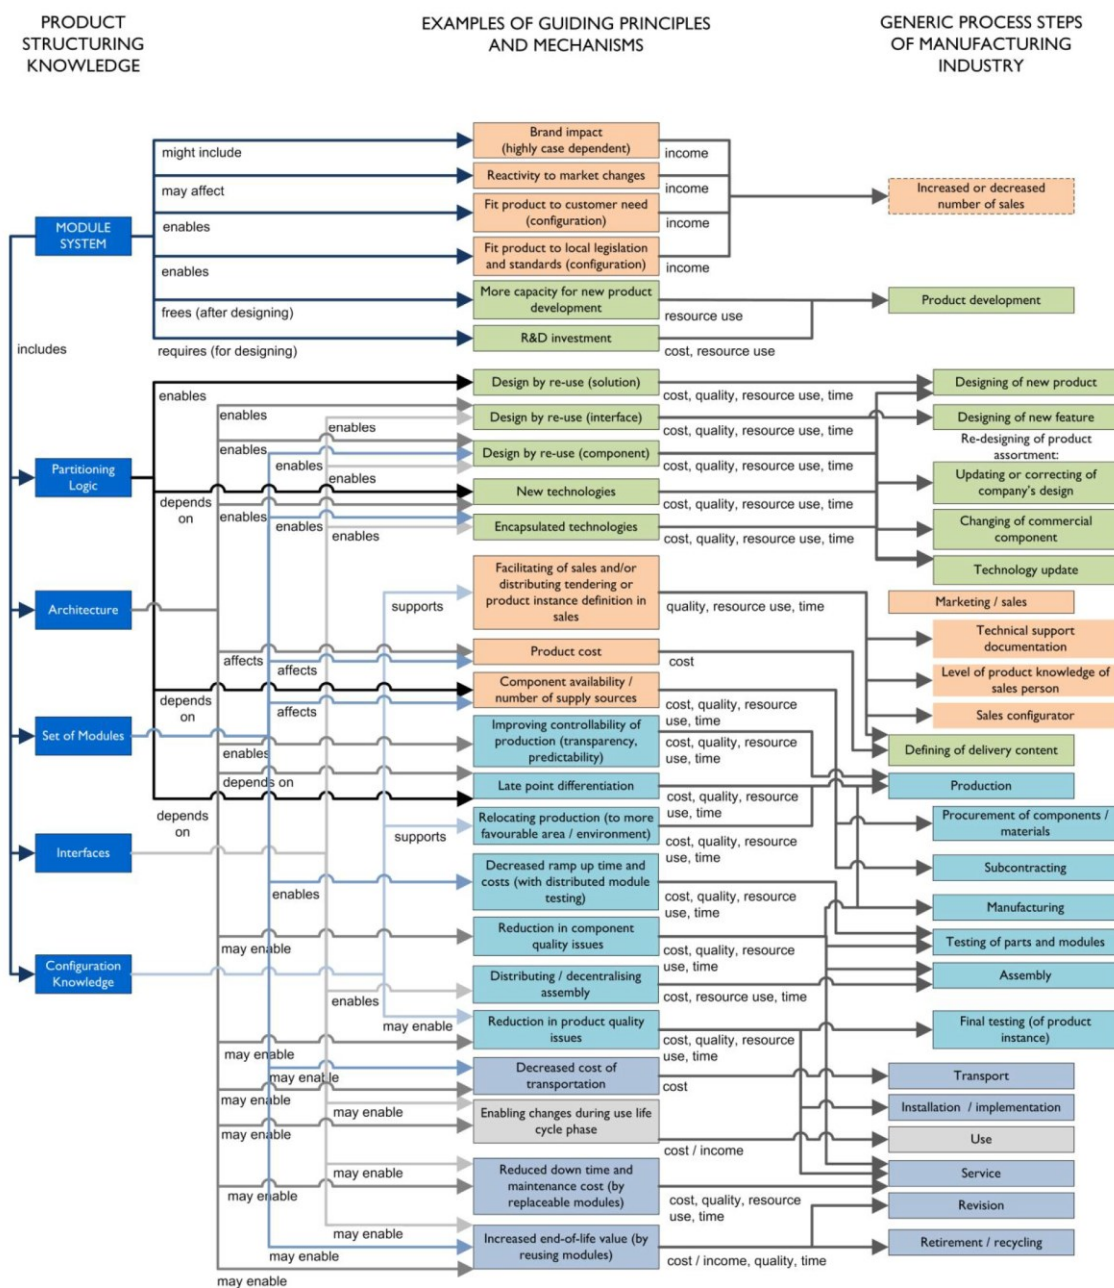 PRODUCT
STRUCTURING
KNOWLEDGE
EXAMPLES OF GUIDING PRINCIPLES
AND MECHANISMS
GENERIC PROCESS STEPS
OF MANUFACTURING
INDUSTRY
MODULE
SYSTEM
includes
Partitioning
Logic
Architecture
Set of Modules
Interfaces
Configuration
Knowledge
might include
may affect
enables
enables
frees (after designing)
requires (for designing)
enables
enables
enables
enables
enables
enables
depends
on
enables
enables
enables
supports
affects
affects
depends
on
affects
enables
depends on
depends
on
supports
enables
may enable
enables
may enable
may enable
may enable
may enable
may enable
may enable
may enable
may enable
may enable
may enable
Brand impact
(highly case dependent)
income
Reactivity to market changes
income
Fit product to customer need
(configuration)
income
Fit product to local legislation
and standards (configuration)
income
More capacity for new product
development
resource use
R&D investment
cost, resource use
Design by re-use (solution)
cost, quality, resource use, time
Design by re-use (interface)
cost, quality, resource use, time
Design by re-use (component)
cost, quality, resource use, time
New technologies
cost, quality, resource use, time
Encapsulated technologies
cost, quality, resource use, time
Facilitating of sales and/or
distributing tendering or
product instance definition in
sales
quality, resource use, time
Product cost
cost
Component availability /
number of supply sources
cost, quality, resource
use, time
Improving controllability of
production (transparency,
predictability)
cost, quality, resource
use, time
Late point differentiation
cost, quality, resource
use, time
Relocating production (to more
favourable area / environment)
cost, quality, resource
use, time
Decreased ramp up time and
costs (with distributed module
testing)
cost, quality, resource
use, time
Reduction in component
quality issues
cost, quality, resource
use, time
Distributing / decentralising
assembly
cost, resource use, time
Reduction in product quality
issues
cost, quality, resource
use, time
Decreased cost of
transportation
cost
Enabling changes during use life
cycle phase
cost / income
Reduced down time and
maintenance cost (by
replaceable modules)
cost, quality, resource
use, time
Increased end-of-life value (by
reusing modules)
cost / income, quality, time
Increased or decreased
number of sales
Product development
Designing of new product
Designing of new feature
Re-designing of product
assortment:
Updating or correcting of
company's design
Changing of commercial
component
Technology update
Marketing / sales
Technical support
documentation
Level of product knowledge of
sales person
Sales configurator
Defining of delivery content
Production
Procurement of components /
materials
Subcontracting
Manufacturing
Testing of parts and modules
Assembly
Final testing (of product
instance)
Transport
Installation / implementation
Use
Service
Revision
Retirement / recycling